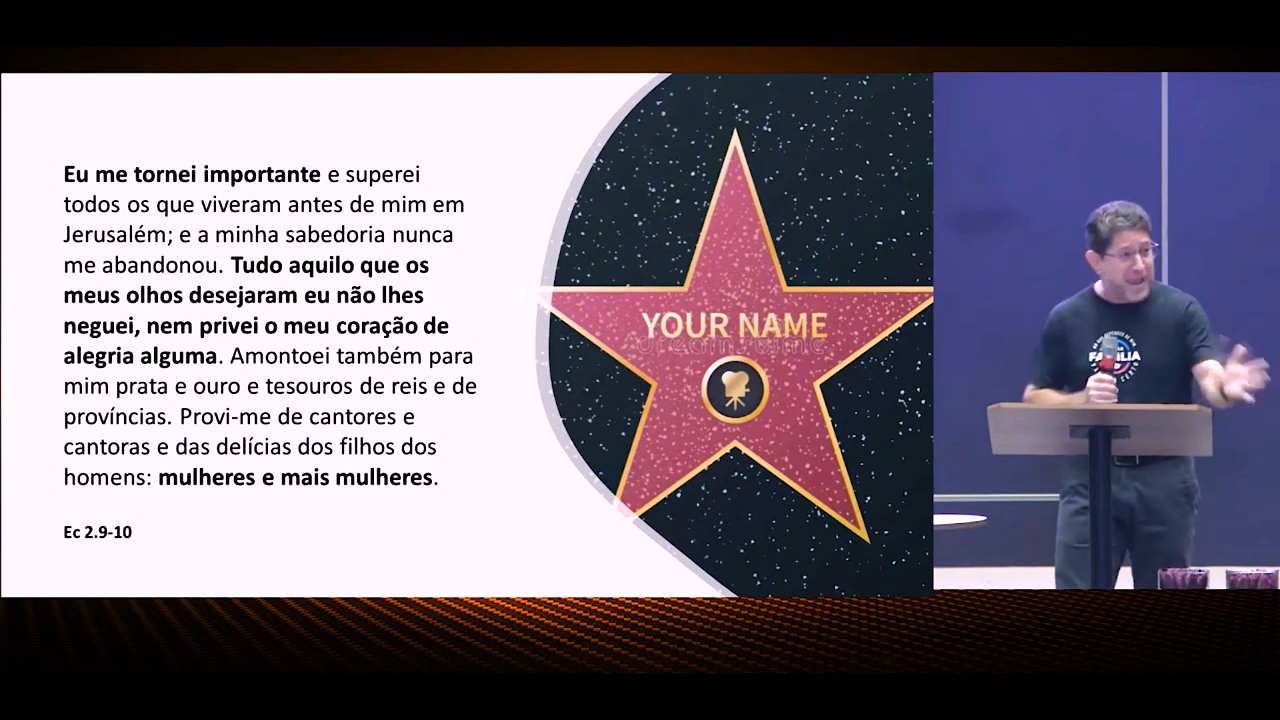 Eu me tornei importante e superei
todos os que viveram antes de mim em
Jerusalém; e a minha sabedoria nunca
me abandonou. Tudo aquilo que os
meus olhos desejaram eu não lhes
neguei, nem privei o meu coração de
alegria alguma. Amontoei também para
mim prata e ouro e tesouros de reis e de
províncias. Provi-me de cantores e
cantoras e das delícias dos filhos dos
homens: mulheres e mais mulheres.
Ec 2.9-10
YOUR NAME
dreamstime
FAMÍLIA